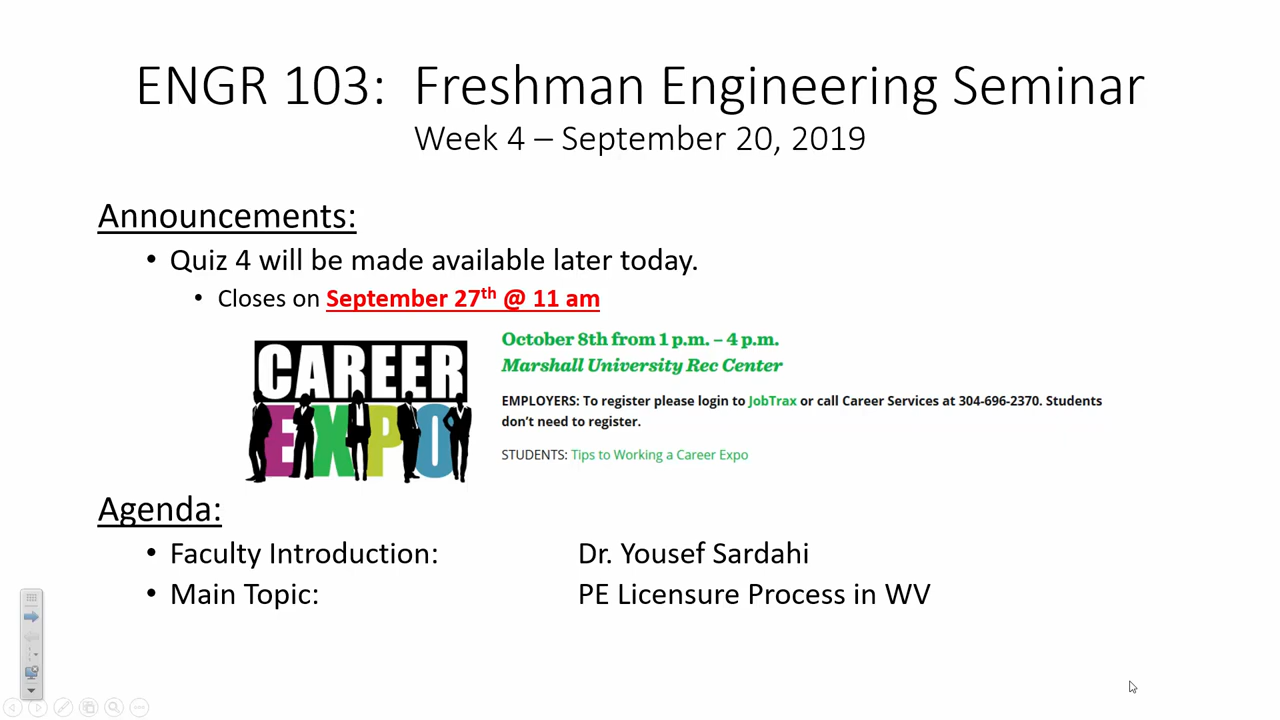 ENGR 103: Freshman Engineering Seminar
Week 4 – September 20, 2019
Announcements:
• Quiz 4 will be made available later today.
• Closes on September 27th @ 11 am
CAREER
EXPO
October 8th from 1 p.m. – 4 p.m.
Marshall University Rec Center
EMPLOYERS: To register please login to JobTrax or call Career Services at 304-696-2370. Students
don't need to register.
STUDENTS: Tips to Working a Career Expo
Agenda:
• Faculty Introduction: Dr. Yousef Sardahi
• Main Topic: PE Licensure Process in WV